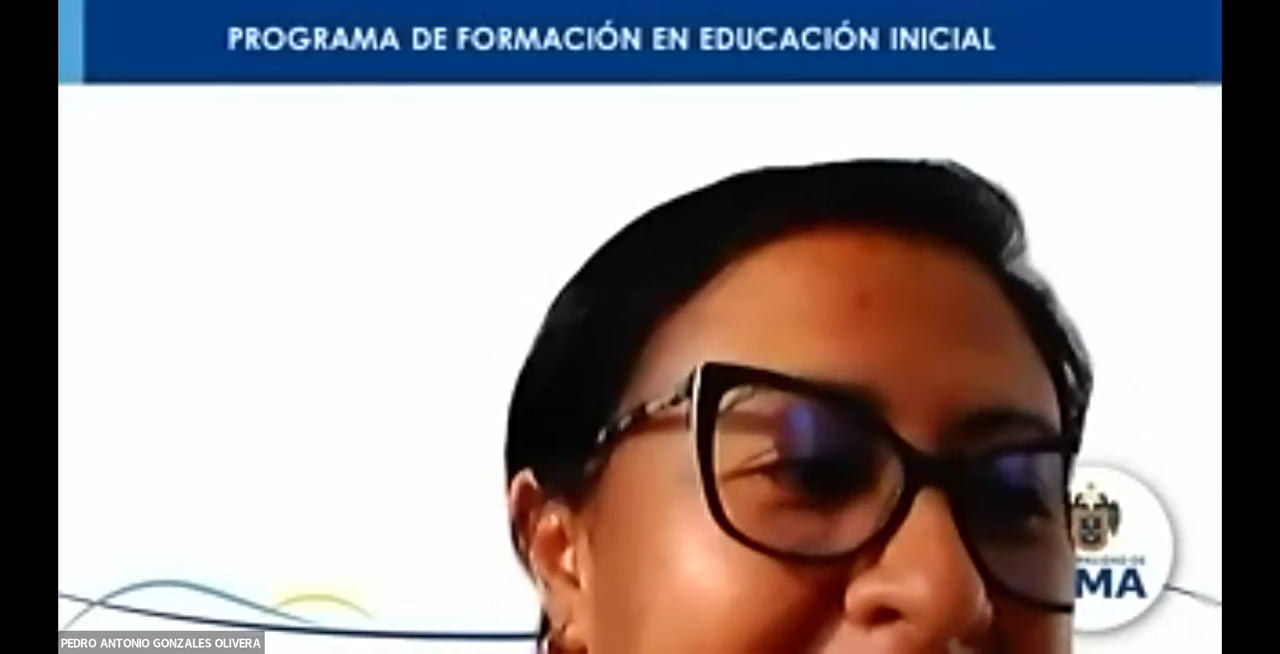 PROGRAMA DE FORMACIÓN EN EDUCACIÓN INICIAL
MA
PEDRO ANTONIO GONZALES OLIVERA